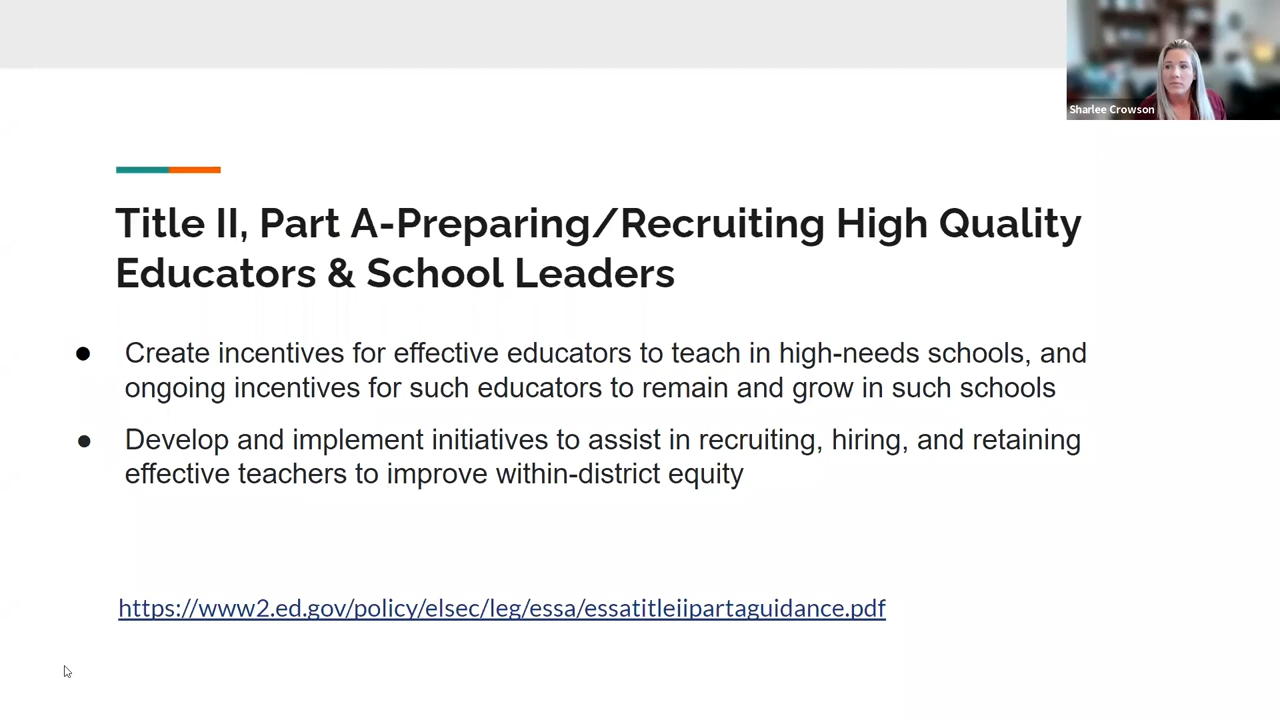 Sharlee Crowson
Title II, Part A-Preparing/Recruiting High Quality
Educators & School Leaders
● Create incentives for effective educators to teach in high-needs schools, and
ongoing incentives for such educators to remain and grow in such schools
● Develop and implement initiatives to assist in recruiting, hiring, and retaining
effective teachers to improve within-district equity
https://www2.ed.gov/policy/elsec/leg/essa/essatitleiipartaguidance.pdf